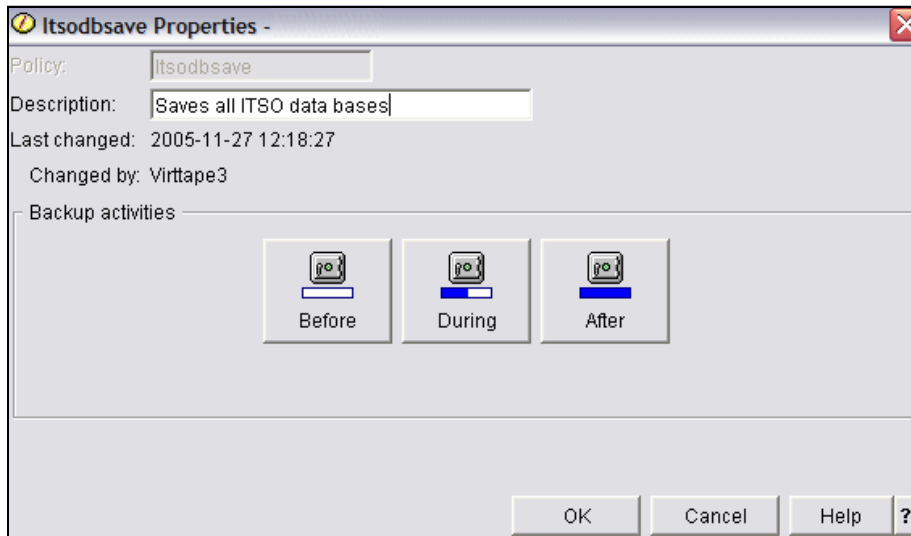 Itsodbsave Properties -
Policy: Itsodbsave
Description: Saves all ITSO data bases
Last changed: 2005-11-27 12:18:27
Changed by: Virttape3
Backup activities
Before During After
OK Cancel Help ?